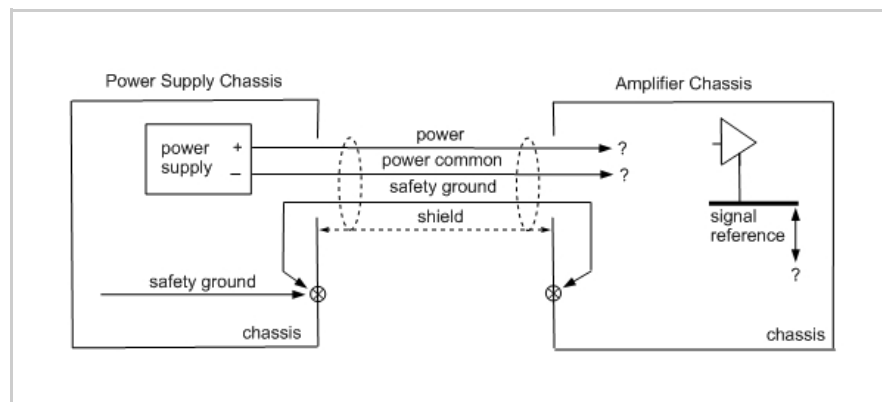 Power Supply Chassis
Amplifier Chassis
power
supply
+
−
power
?
power common
?
safety ground
shield
signal
reference
?
safety ground
chassis
chassis